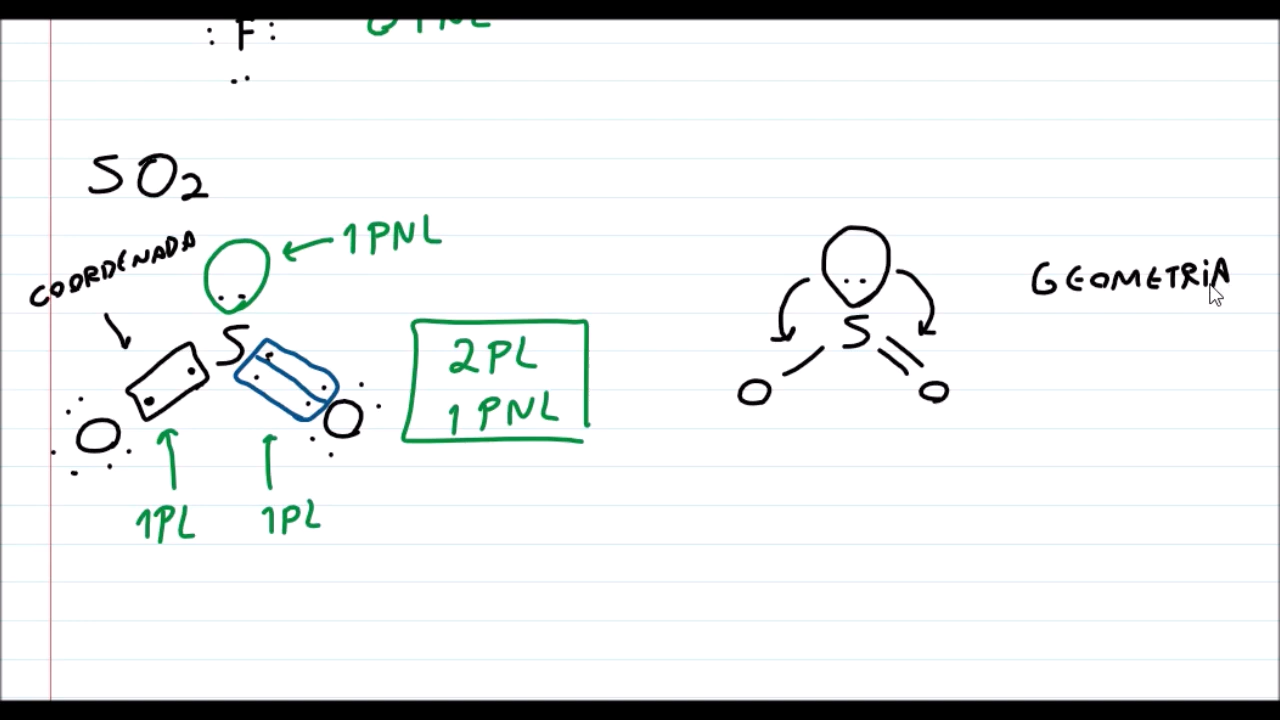 :F:
SO2
COORDENADA
1PNL
S
O
O
2PL
1PNL
1PL
1PL
S
O
O
GEOMETRIA